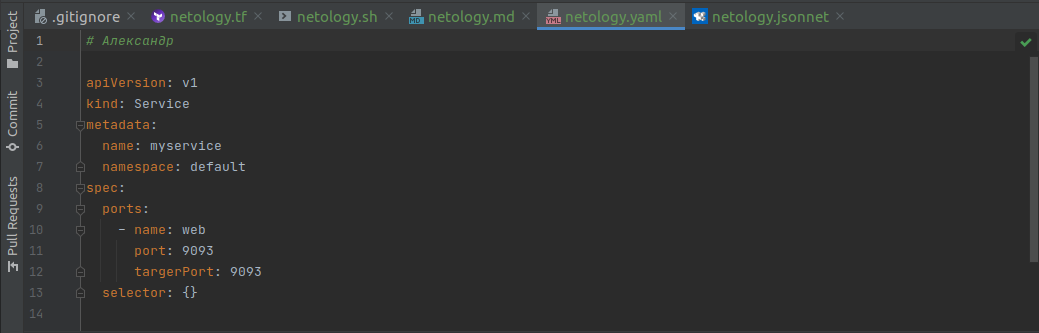 .gitignore netology.tf netology.sh netology.md netology.yaml netology.jsonnet
Project
Commit
Pull Requests
1 # Александр
2
3 apiVersion: v1
4 kind: Service
5 metadata:
6   name: myservice
7   namespace: default
8 spec:
9   ports:
10     - name: web
11       port: 9093
12       targerPort: 9093
13   selector: {}
14